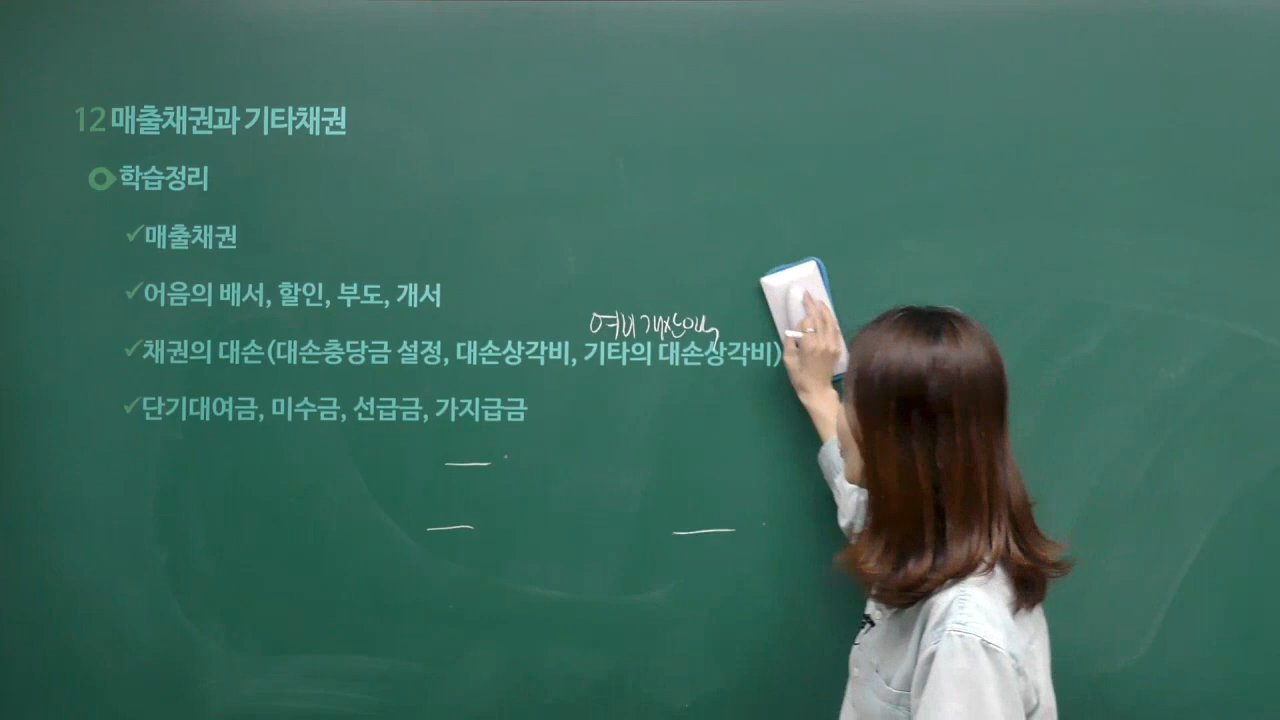 12 매출채권과 기타채권
학습정리
매출채권
어음의 배서, 할인, 부도, 개서
채권의 대손(대손충당금 설정, 대손상각비, 기타의 대손상각비)
단기대여금, 미수금, 선급금, 가지급금